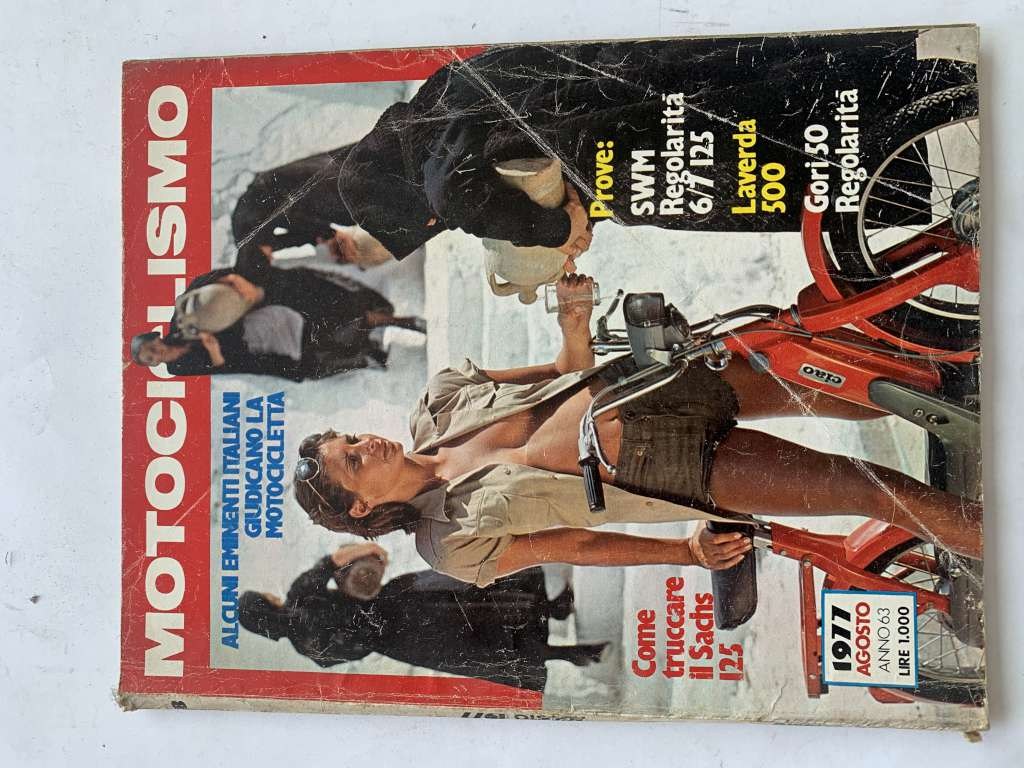 MOTOCICLISMO
ALCUNI EMINENTI ITALIANI
GIUDICANO LA
MOTOCICLETTA
Prove:
SWM
Regolarità
6/7 125
Laverda
500
Gori 50
Regolarità
Come
truccare
il Sachs
125
ciao
1977
AGOSTO
ANNO 63
LIRE 1.000
8